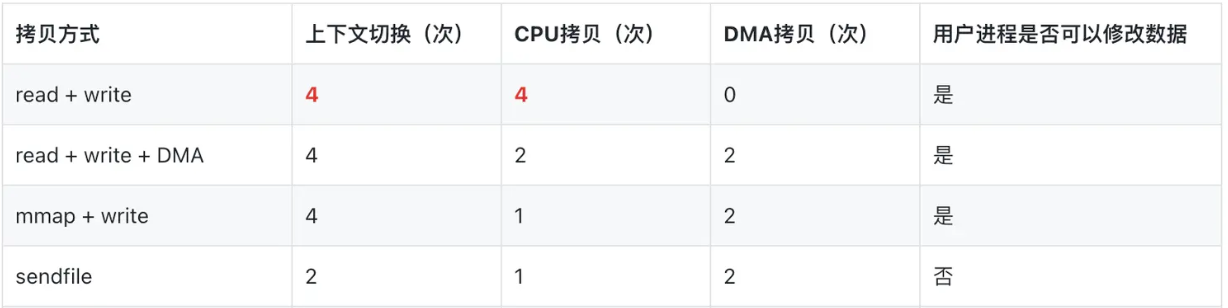 拷贝方式 上下文切换（次） CPU拷贝（次） DMA拷贝（次） 用户进程是否可以修改数据
read + write 4 4 0 是
read + write + DMA 4 2 2 是
mmap + write 4 1 2 是
sendfile 2 1 2 否